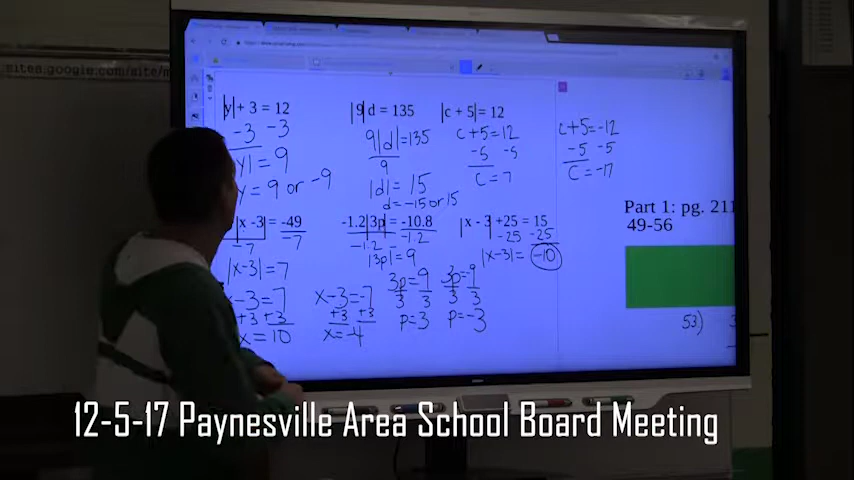 sites.google.com/site/m
|y| + 3 = 12
-3 -3
|y| = 9
y = 9 or -9
|9|d = 135
9|d| = 135
9
|d| = 15
d = -15 or 15
|c + 5| = 12
c+5=12
-5 -5
c = 7
c+5=-12
-5 -5
c=-17
|x -3| = -49
-7 -7
|x-3| = 7
x-3=7
+3 +3
x = 10
x-3=-7
+3 +3
x=-4
-1.2|3p| = -10.8
-1.2 -1.2
|3p| = 9
3p=9
3 3
p=3
3p=-9
3 3
p=-3
|x - 3| +25 = 15
-25 -25
|x-3| = -10
Part 1: pg. 211
49-56
53)
12-5-17 Paynesville Area School Board Meeting